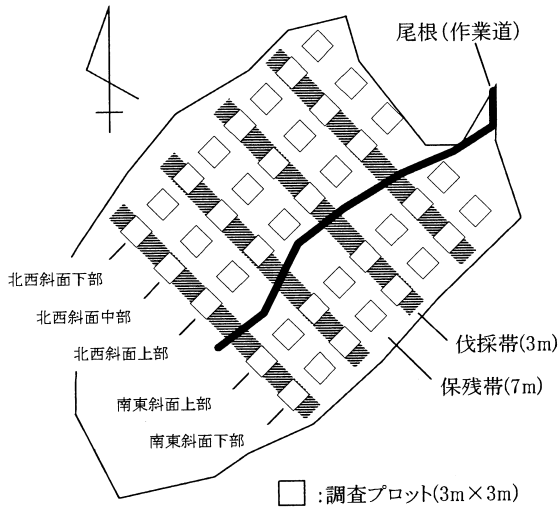 尾根(作業道)
北西斜面下部
北西斜面中部
北西斜面上部
南東斜面上部
南東斜面下部
伐採帯(3m)
保残帯(7m)
:調査プロット(3m×3m)